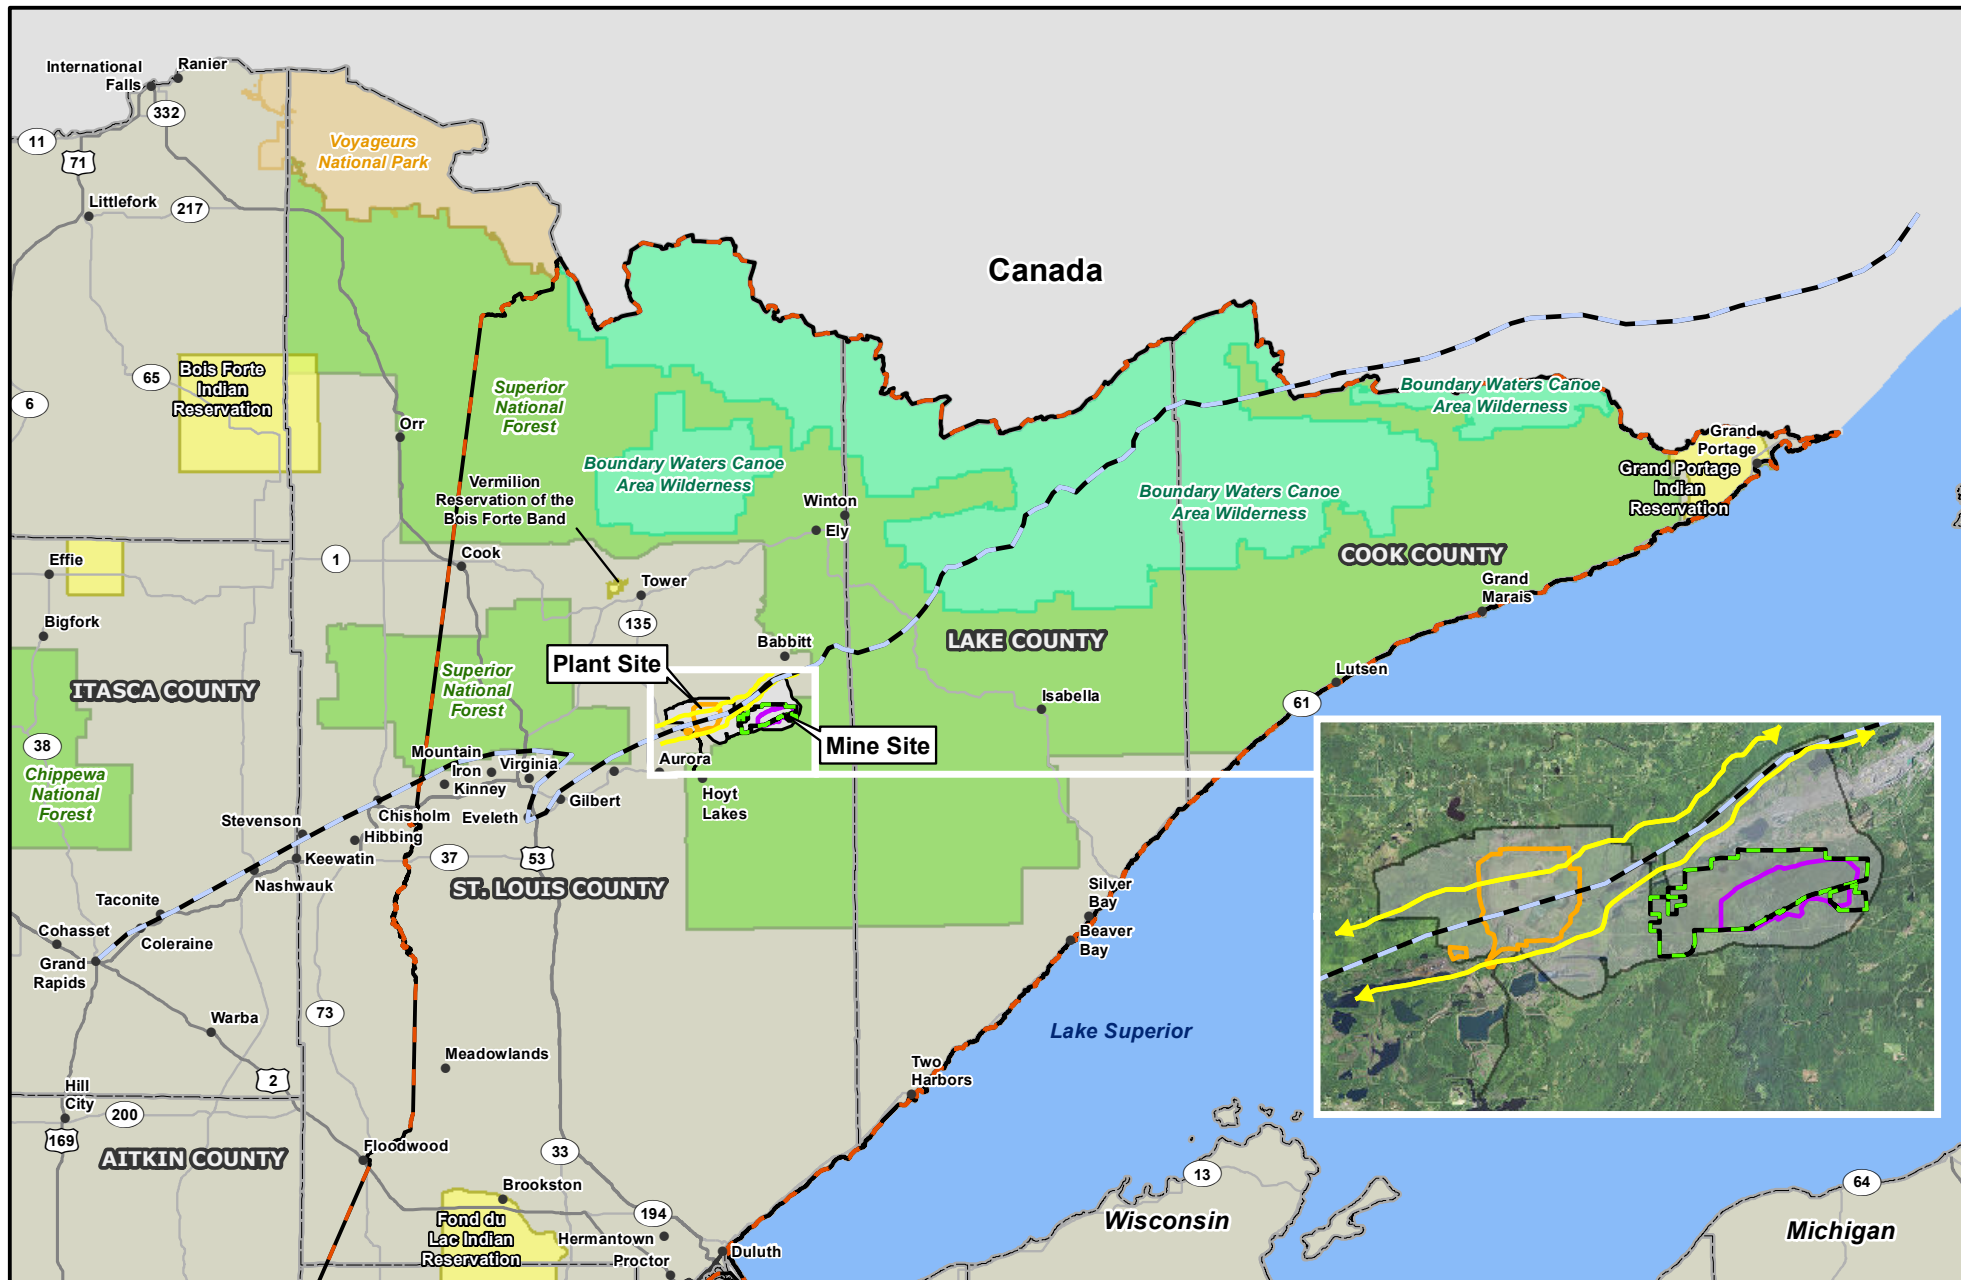 International
Falls
Ranier
332
11
71
Voyageurs
National Park
Littlefork
217
Canada
65
Bois Forte
Indian
Reservation
6
Superior
National
Forest
Orr
Boundary Waters Canoe
Area Wilderness
Boundary Waters Canoe
Area Wilderness
Vermilion
Reservation of the
Bois Forte Band
Winton
Ely
Boundary Waters Canoe
Area Wilderness
Grand
Portage
Grand Portage
Indian
Reservation
Effie
1
Cook
COOK COUNTY
Tower
Grand
Marais
Bigfork
135
Babbitt
LAKE COUNTY
Plant Site
Lutsen
ITASCA COUNTY
Superior
National
Forest
Isabella
61
38
Mine Site
Chippewa
National
Forest
Mountain
Iron
Virginia
Kinney
Aurora
Hoyt
Lakes
Gilbert
Stevenson
Chisholm
Eveleth
Hibbing
Keewatin
37
53
Nashwauk
ST. LOUIS COUNTY
Silver
Bay
Taconite
Beaver
Bay
Cohasset
Coleraine
Grand
Rapids
73
Warba
Lake Superior
Meadowlands
Two
Harbors
2
Hill
City
200
169
AITKIN COUNTY
Floodwood
33
13
64
Brookston
194
Fond du
Lac Indian
Reservation
Hermantown
Proctor
Duluth
Wisconsin
Michigan